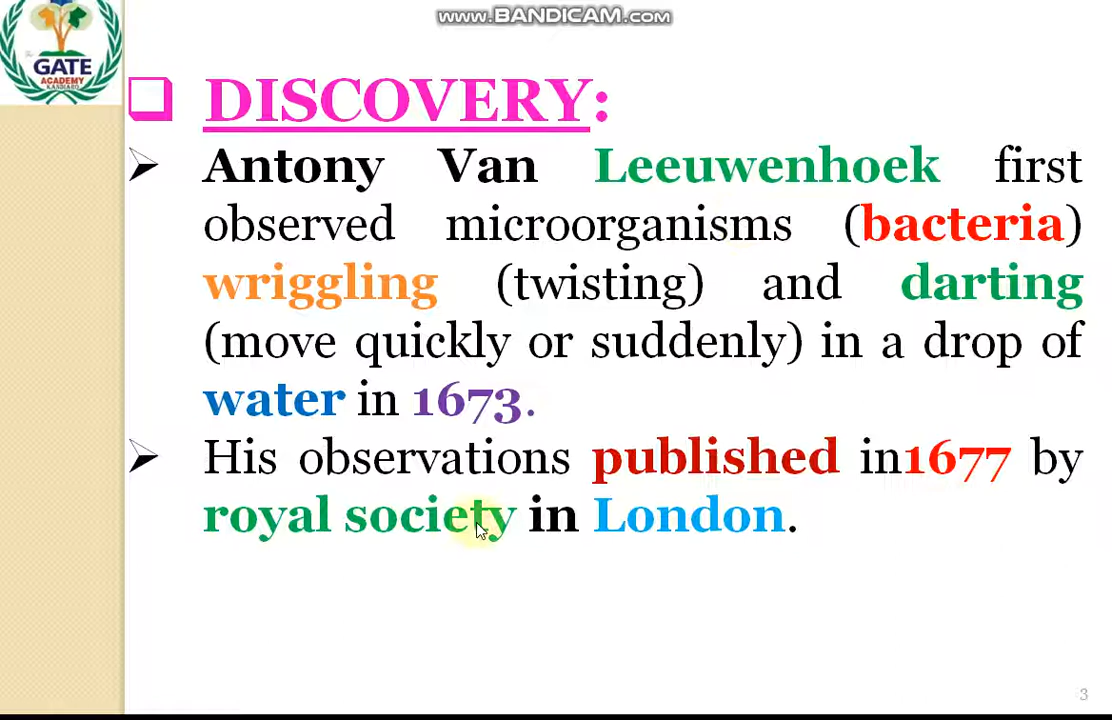 www.BANDICAM.com
GATE
ACADEMY
DISCOVERY:
Antony Van Leeuwenhoek first
observed microorganisms (bacteria)
wriggling (twisting) and darting
(move quickly or suddenly) in a drop of
water in 1673.
His observations published in1677 by
royal society in London.
3